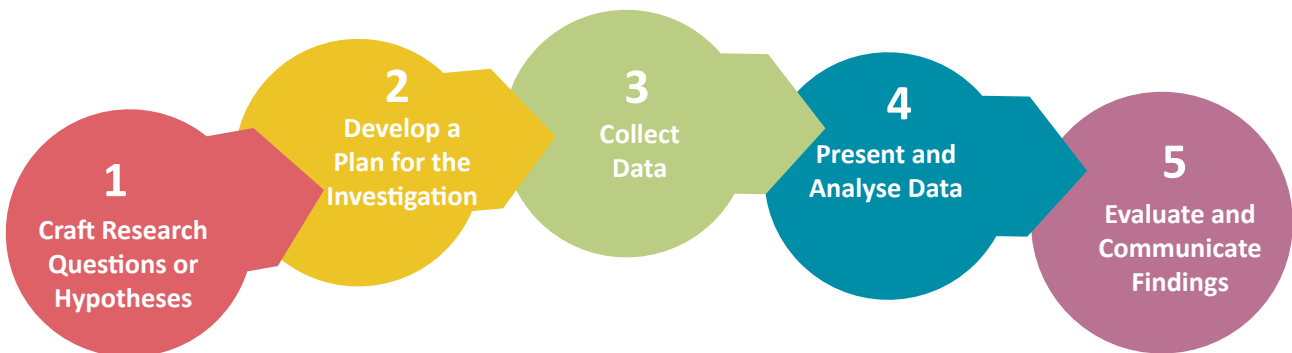 1
Craft Research
Questions or
Hypotheses
2
Develop a
Plan for the
Investigation
3
Collect
Data
4
Present and
Analyse Data
5
Evaluate and
Communicate
Findings